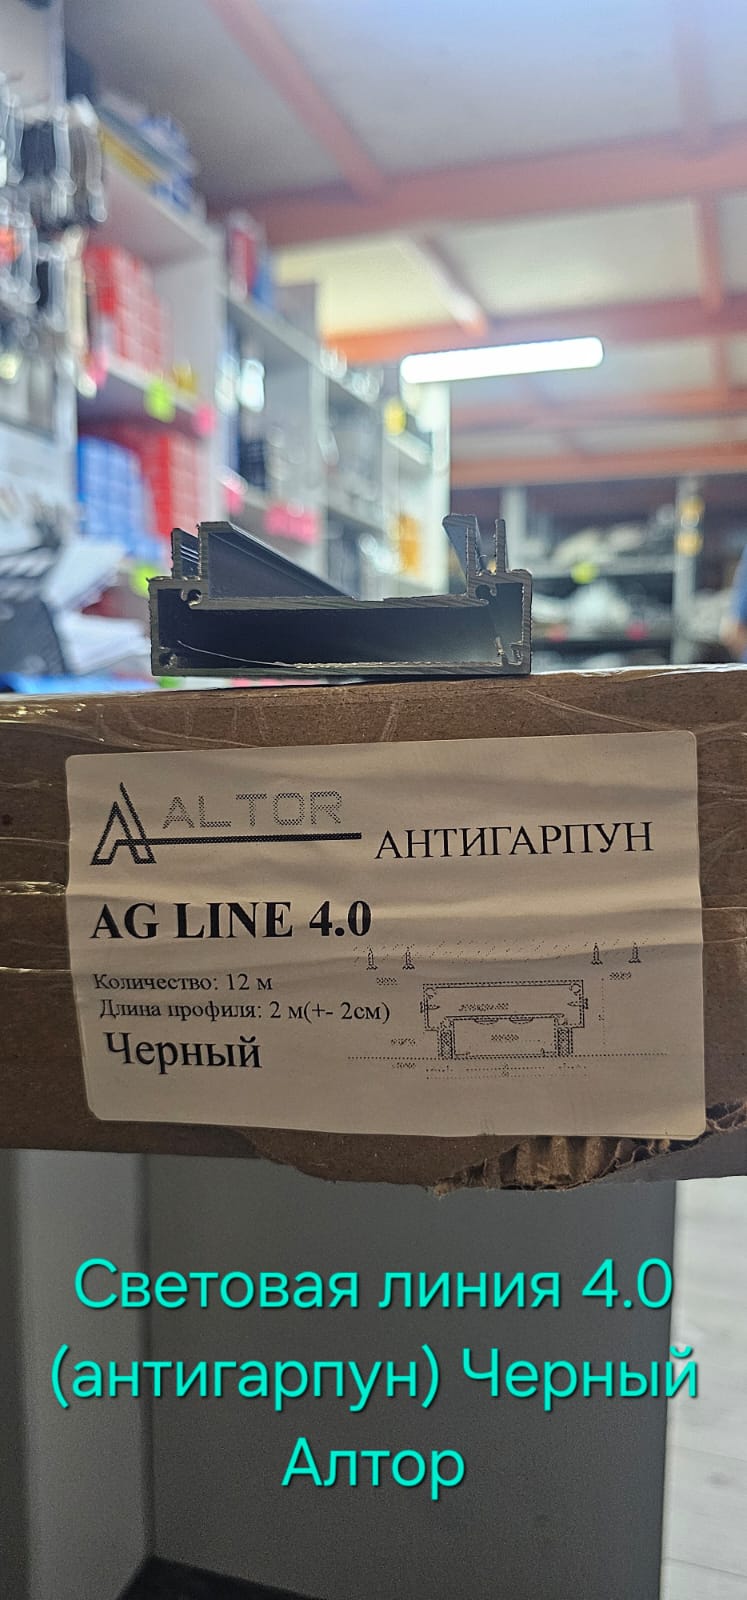 ALTOR
АНТИГАРПУН
AG LINE 4.0
Количество: 12 м
Длина профиля: 2 м(+- 2см)
Черный
Световая линия 4.0
(антигарпун) Черный
Алтор